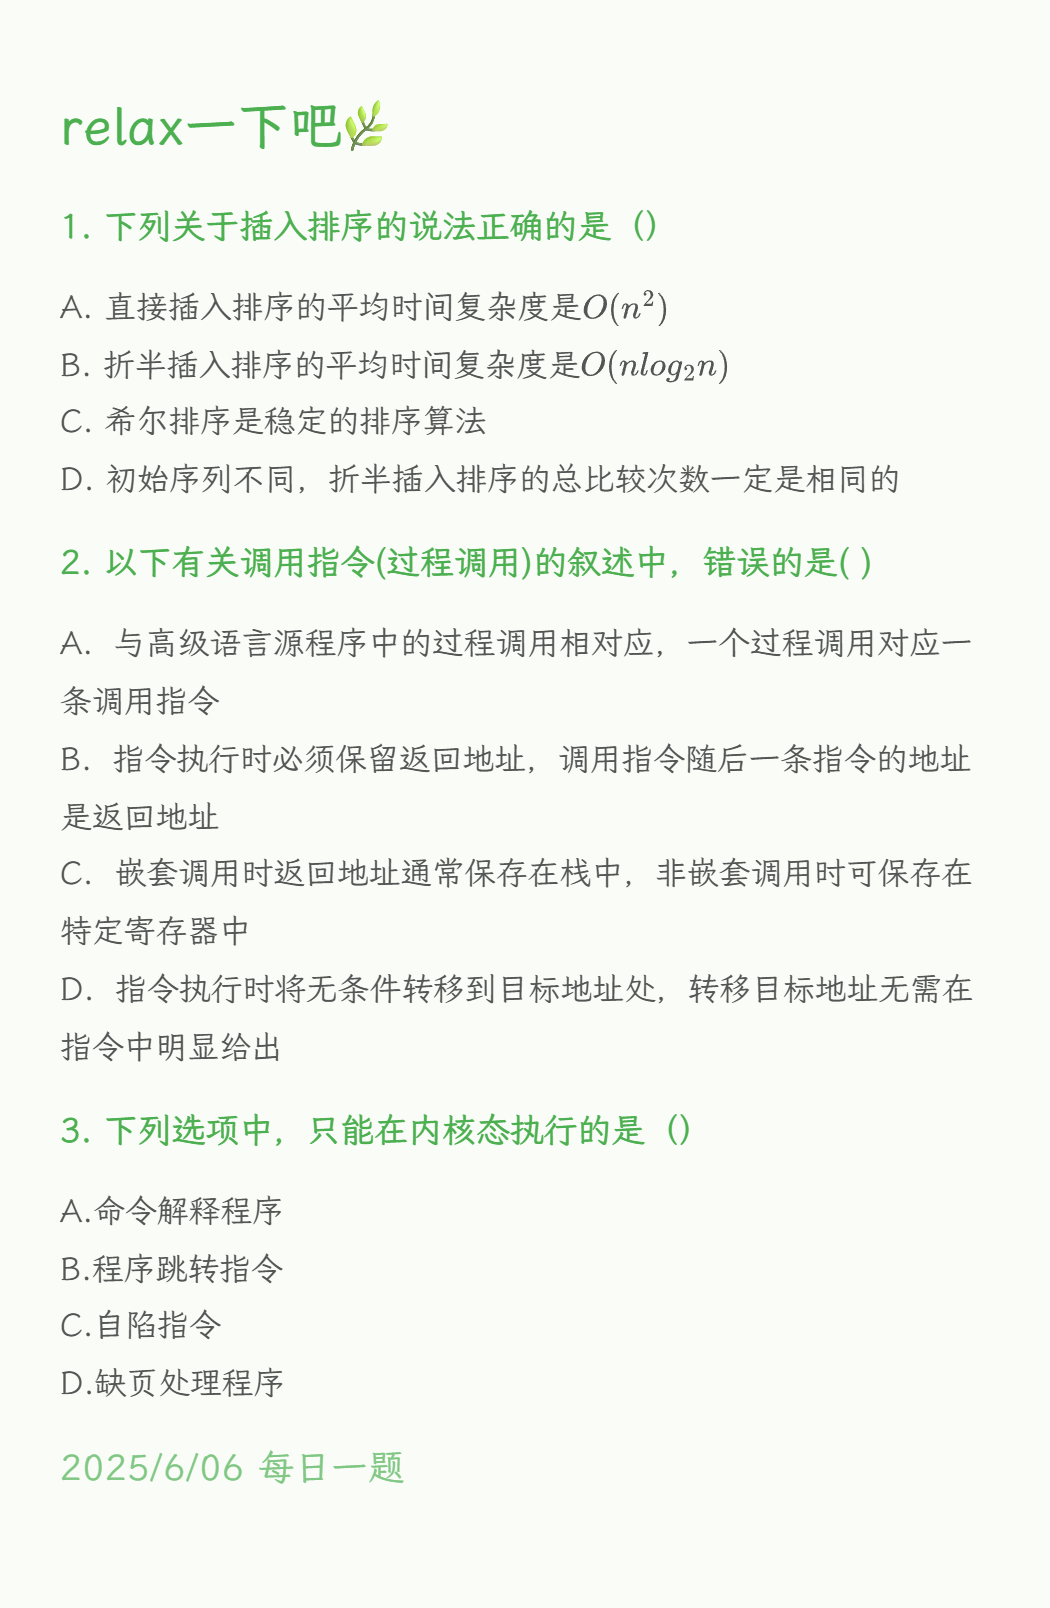 relax一下吧🌿
1. 下列关于插入排序的说法正确的是（）
A. 直接插入排序的平均时间复杂度是O(n²)
B. 折半插入排序的平均时间复杂度是O(nlog₂n)
C. 希尔排序是稳定的排序算法
D. 初始序列不同，折半插入排序的总比较次数一定是相同的
2. 以下有关调用指令(过程调用)的叙述中，错误的是( )
A. 与高级语言源程序中的过程调用相对应，一个过程调用对应一
条调用指令
B. 指令执行时必须保留返回地址，调用指令随后一条指令的地址
是返回地址
C. 嵌套调用时返回地址通常保存在栈中，非嵌套调用时可保存在
特定寄存器中
D. 指令执行时将无条件转移到目标地址处，转移目标地址无需在
指令中明显给出
3. 下列选项中，只能在内核态执行的是（）
A.命令解释程序
B.程序跳转指令
C.自陷指令
D.缺页处理程序
2025/6/06 每日一题